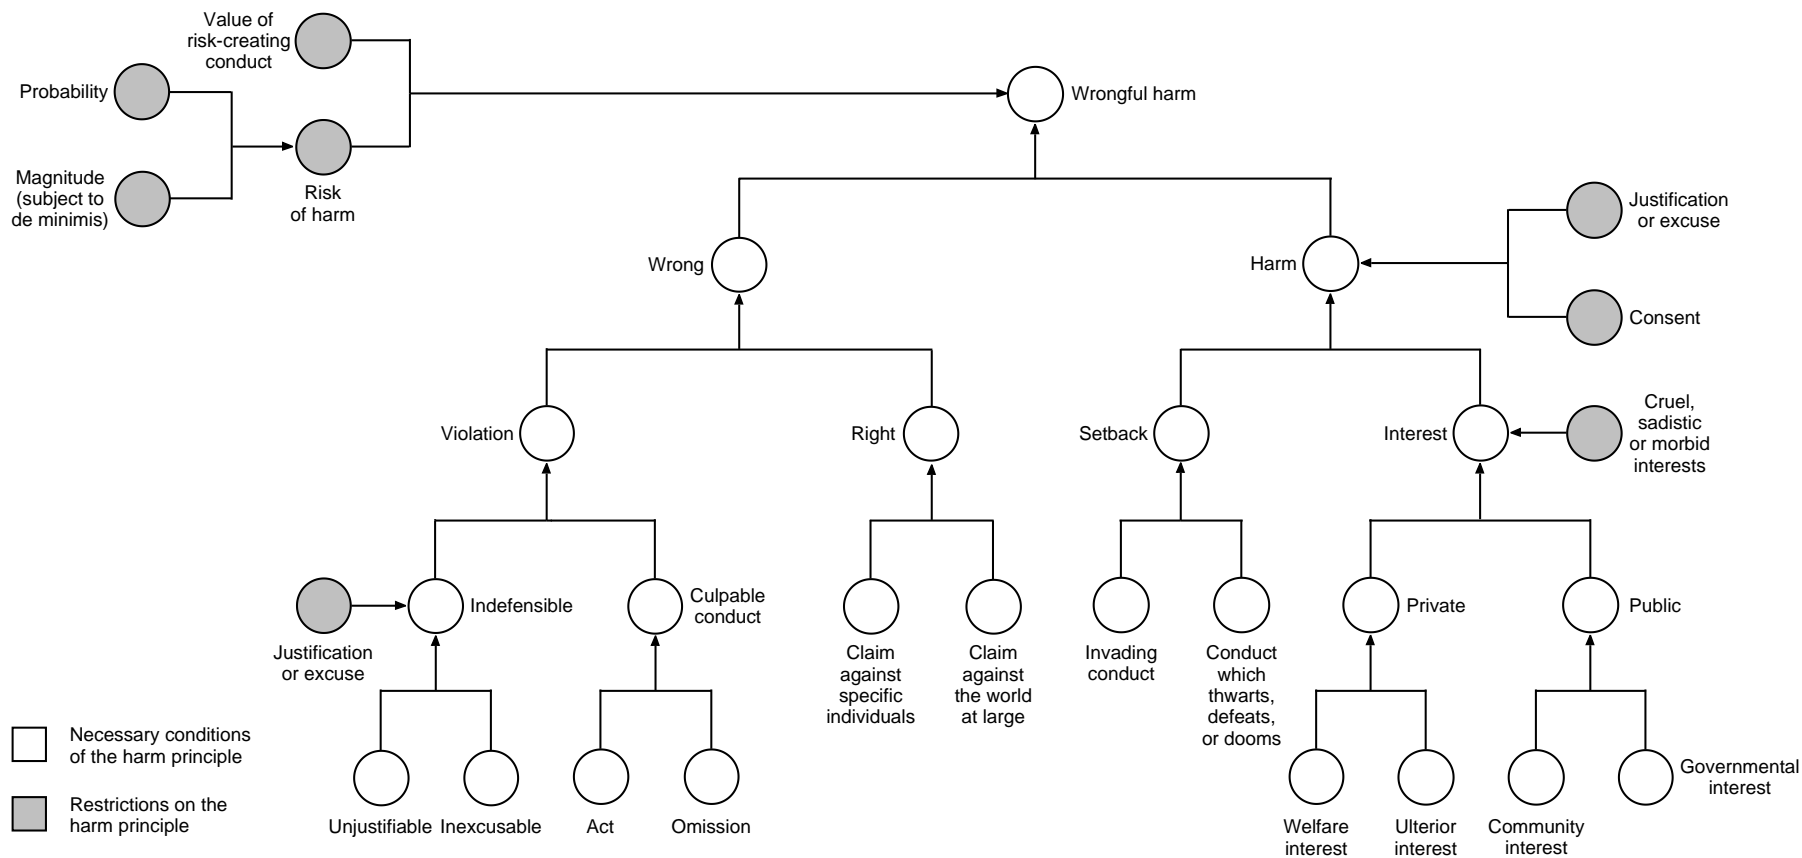 Value of
risk-creating
conduct
Probability
Wrongful harm
Magnitude
(subject to
de minimis)
Risk
of harm
Justification
or excuse
Wrong
Harm
Consent
Violation
Right
Setback
Interest
Cruel,
sadistic
or morbid
interests
Indefensible
Culpable
conduct
Private
Public
Justification
or excuse
Claim
against
specific
individuals
Claim
against
the world
at large
Invading
conduct
Conduct
which
thwarts,
defeats,
or dooms
Necessary conditions
of the harm principle
Restrictions on the
harm principle
Unjustifiable
Inexcusable
Act
Omission
Welfare
interest
Ulterior
interest
Community
interest
Governmental
interest